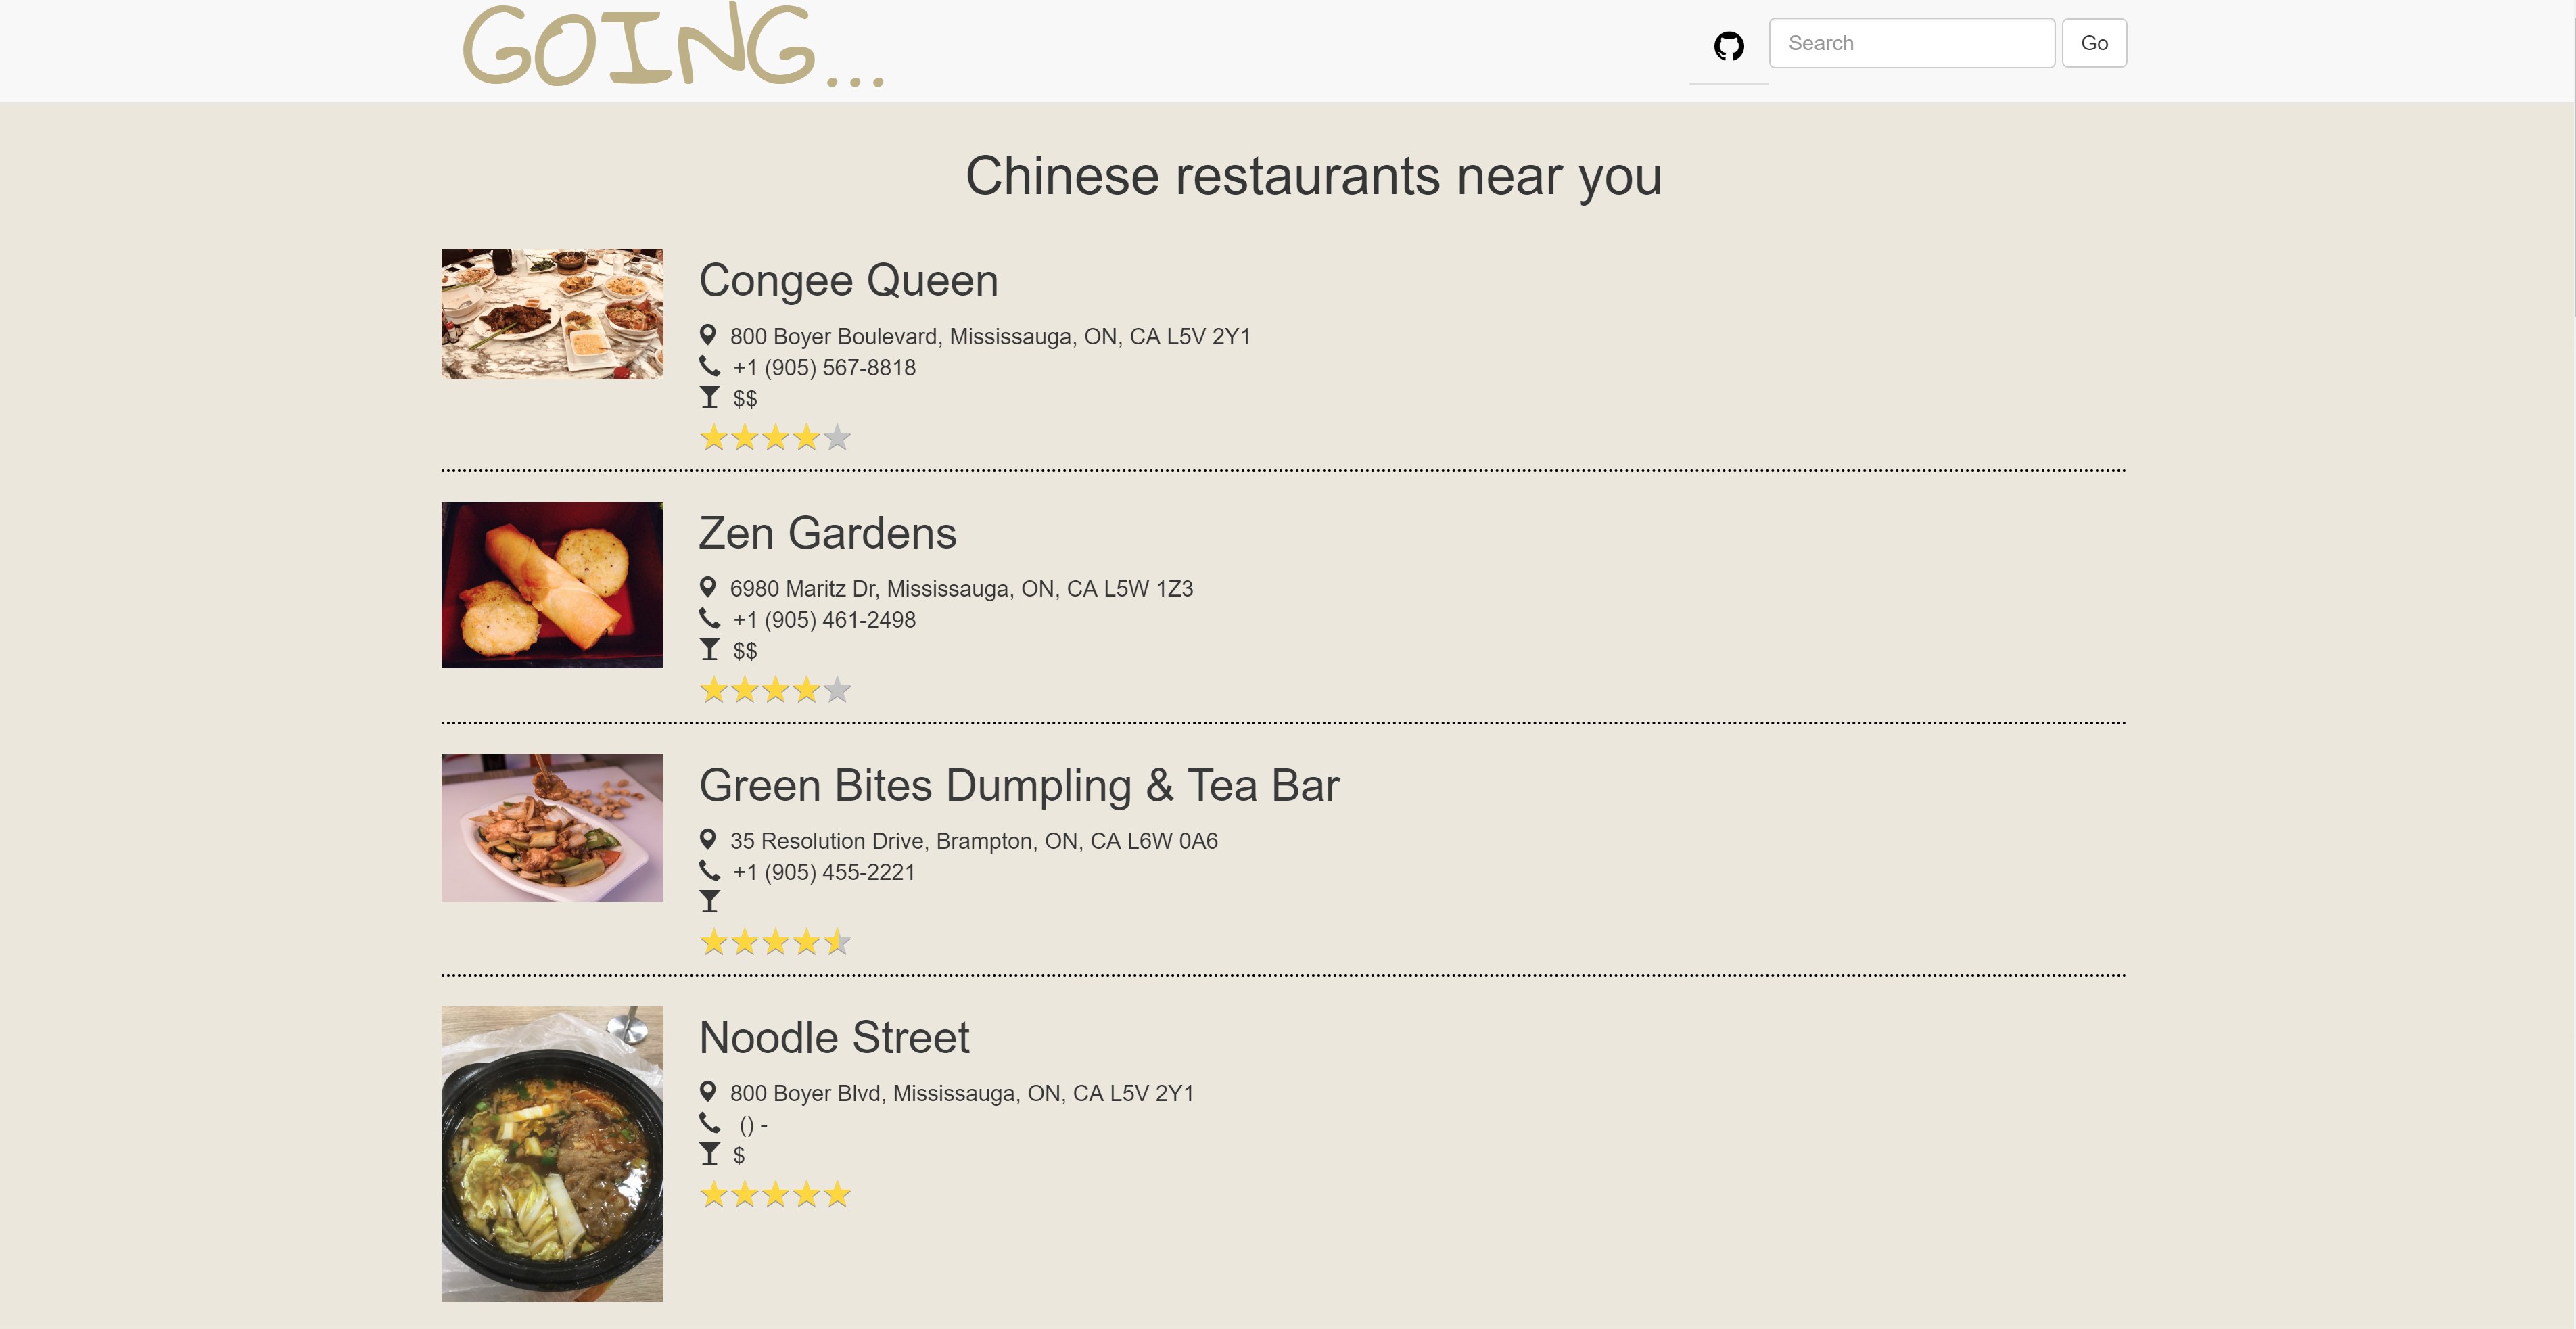 GOING...
Search
Go
Chinese restaurants near you
Congee Queen
800 Boyer Boulevard, Mississauga, ON, CA L5V 2Y1
+1 (905) 567-8818
$$
Zen Gardens
6980 Maritz Dr, Mississauga, ON, CA L5W 1Z3
+1 (905) 461-2498
$$
Green Bites Dumpling & Tea Bar
35 Resolution Drive, Brampton, ON, CA L6W 0A6
+1 (905) 455-2221
Noodle Street
800 Boyer Blvd, Mississauga, ON, CA L5V 2Y1
() -
$